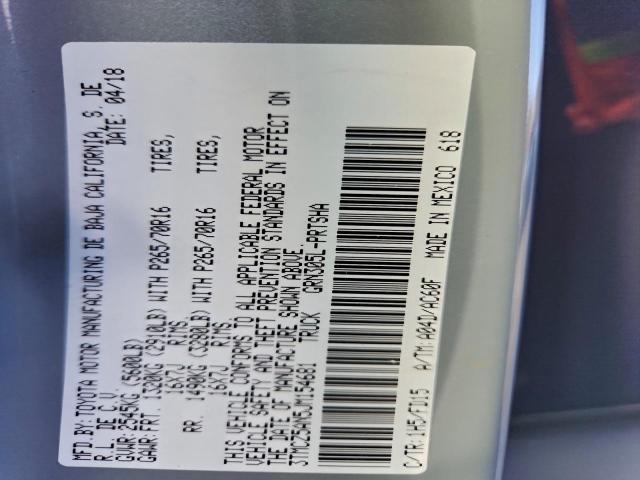 MFD.BY:TOYOTA MOTOR MANUFACTURING DE BAJA CALIFORNIA, S. DE
R.L. DE C.V. DATE: 04/18
GVWR:2545KG (5600LB)
GAWR:FRT. 1320KG (2910LB) WITH P265/70R16 TIRES,
16X7J RIMS,
RR. 1490KG (3280LB) WITH P265/70R16 TIRES,
16X7J RIMS,
THIS VEHICLE CONFORMS TO ALL APPLICABLE FEDERAL MOTOR
VEHICLE SAFETY AND THEFT PREVENTION STANDARDS IN EFFECT ON
THE DATE OF MANUFACTURE SHOWN ABOVE.
3TMCZ5AN5JM154681 TRUCK GRN305L-PRTSHA
C/TR:1H5/FD15 A/TM:A04D/AC60F MADE IN MEXICO 618